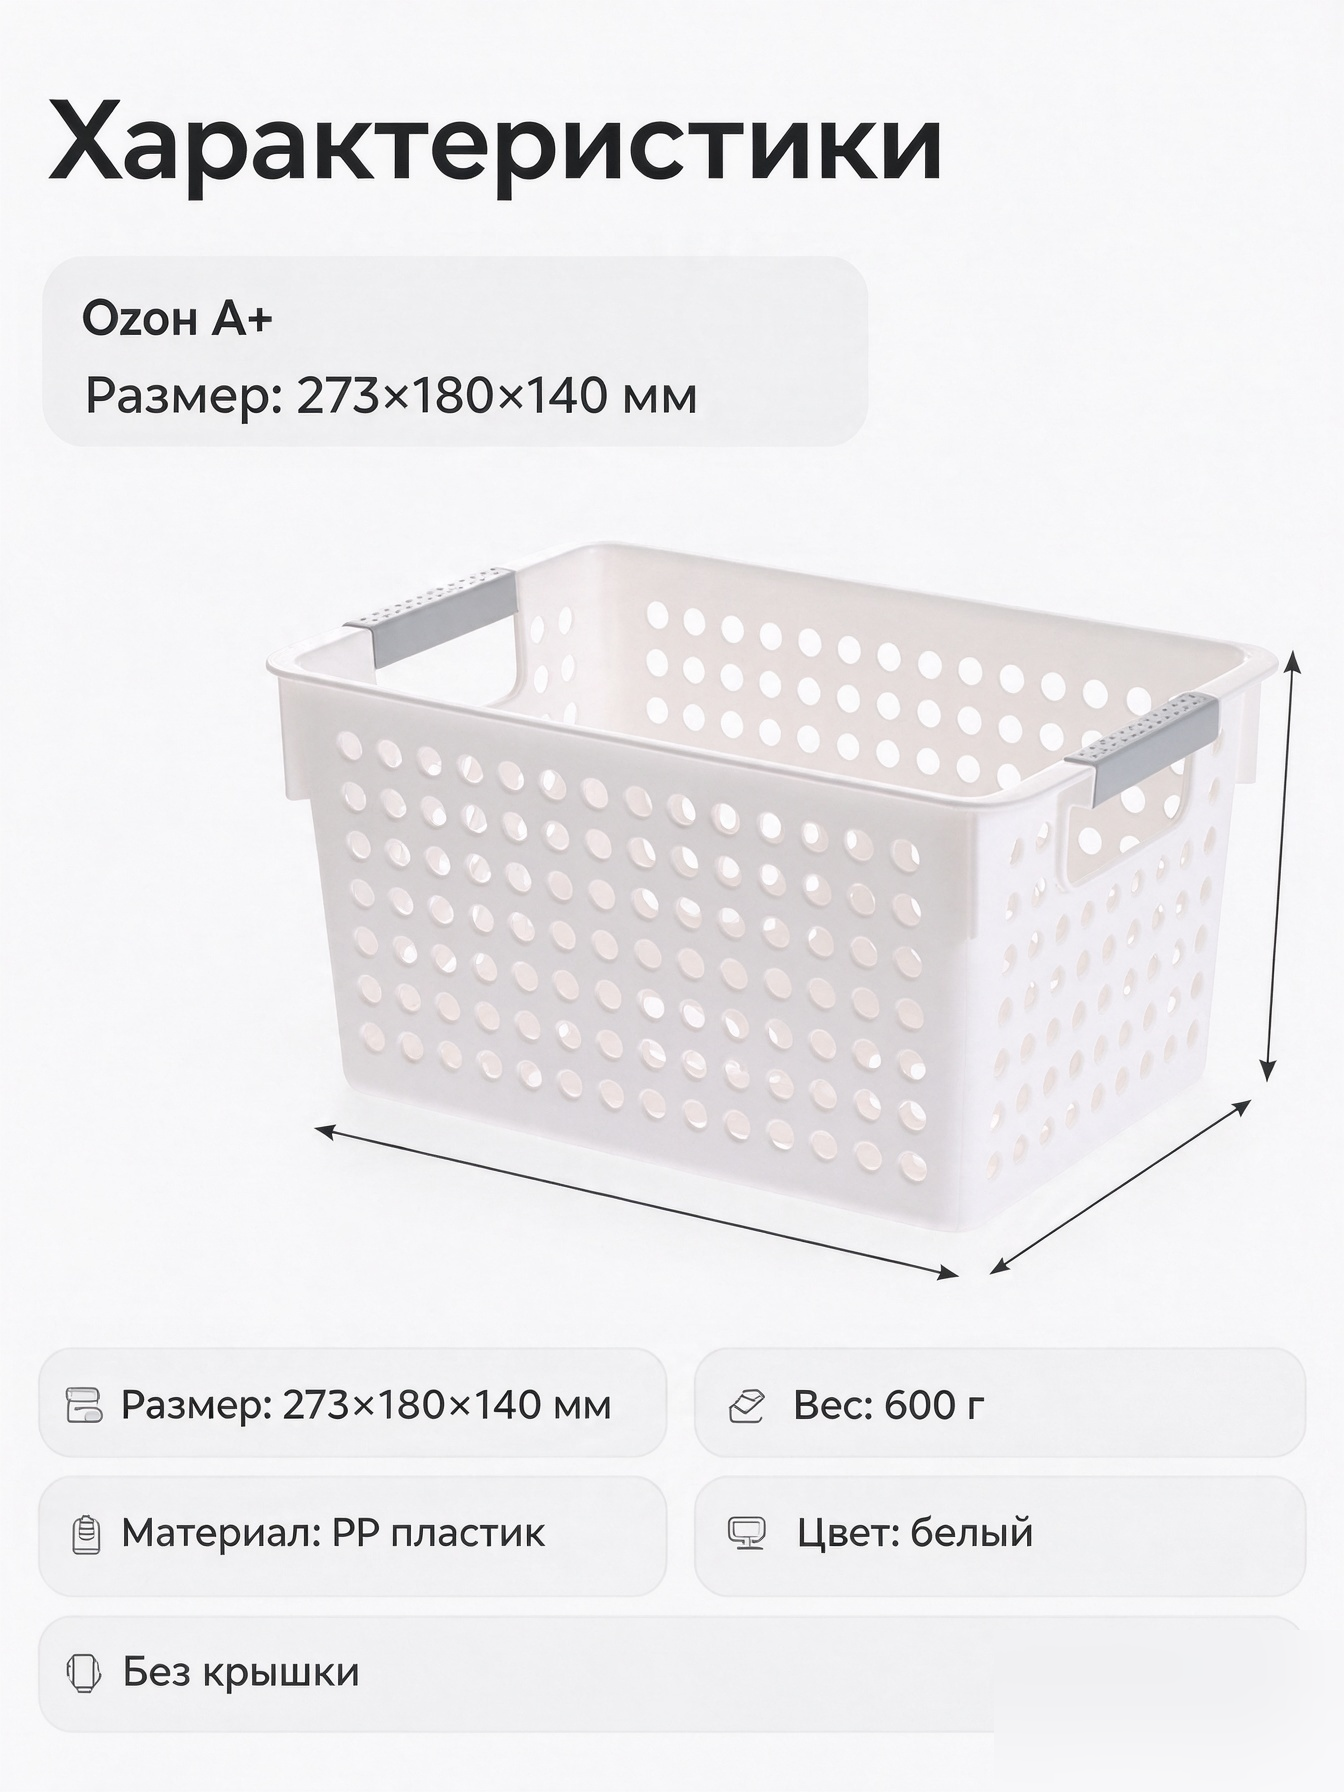 Характеристики
Ozoн A+
Размер: 273×180×140 мм
Размер: 273×180×140 мм
Вес: 600 г
Материал: PP пластик
Цвет: белый
Без крышки